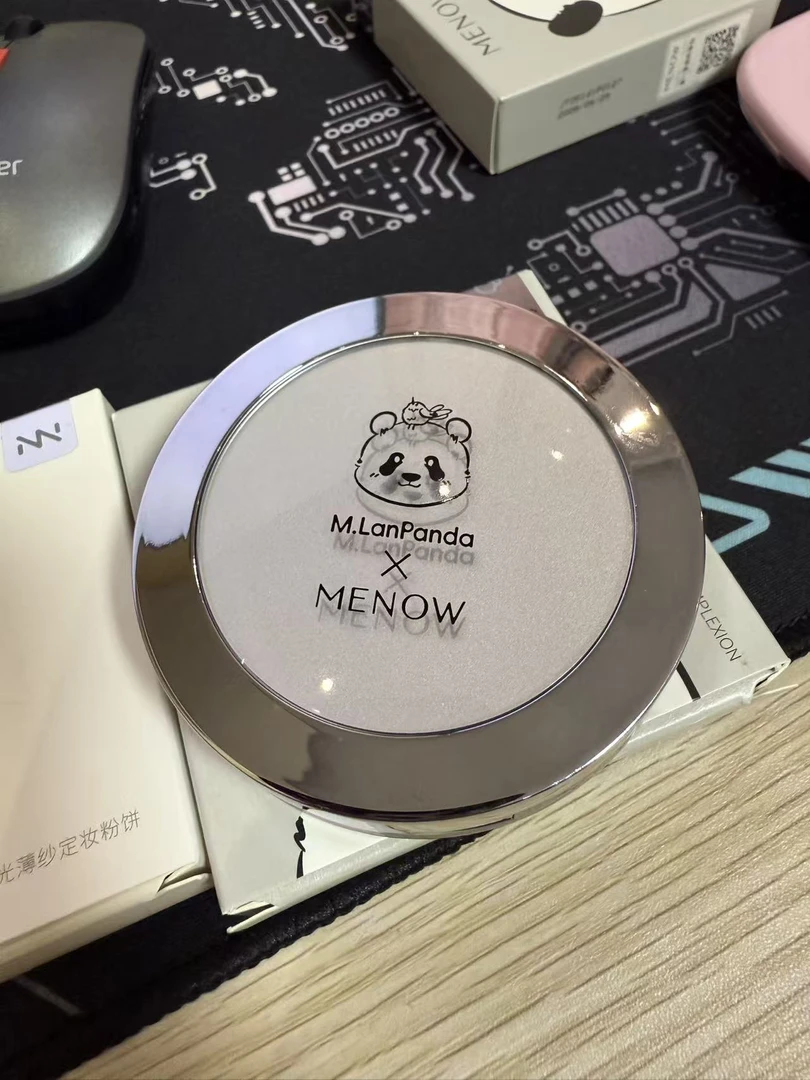 er
MENOW
M.LanPanda
X
MENOW
PLEXION
光薄纱定妆粉饼